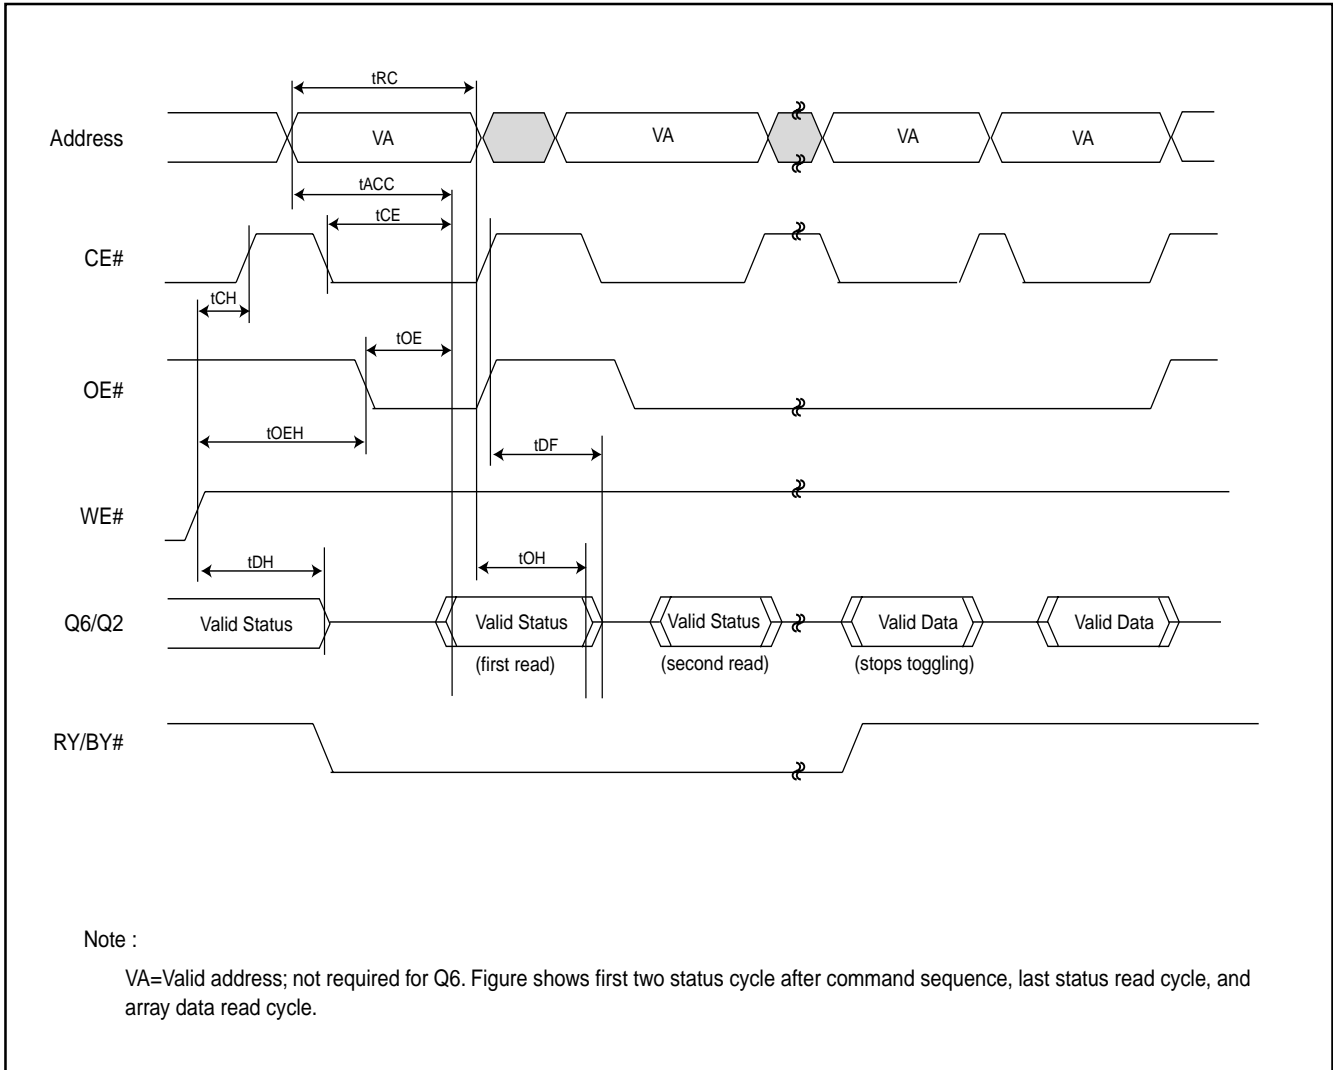 tRC
Address
VA
VA
VA
VA
tACC
tCE
CE#
tCH
tOE
OE#
tOEH
tDF
WE#
tDH
tOH
Q6/Q2
Valid Status
Valid Status
Valid Status
Valid Data
Valid Data
(first read)
(second read)
(stops toggling)
RY/BY#
Note :
VA=Valid address; not required for Q6. Figure shows first two status cycle after command sequence, last status read cycle, and
array data read cycle.